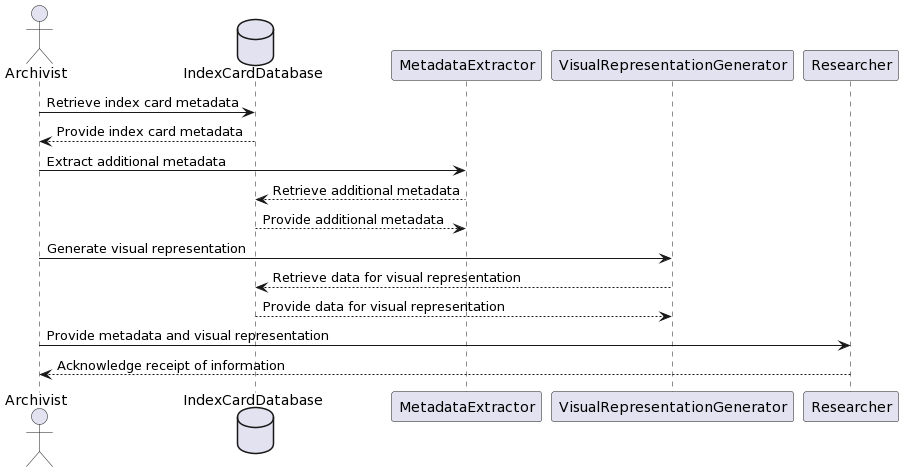 Archivist
IndexCardDatabase
MetadataExtractor
VisualRepresentationGenerator
Researcher
Retrieve index card metadata
Provide index card metadata
Extract additional metadata
Retrieve additional metadata
Provide additional metadata
Generate visual representation
Retrieve data for visual representation
Provide data for visual representation
Provide metadata and visual representation
Acknowledge receipt of information
Archivist
IndexCardDatabase
MetadataExtractor
VisualRepresentationGenerator
Researcher